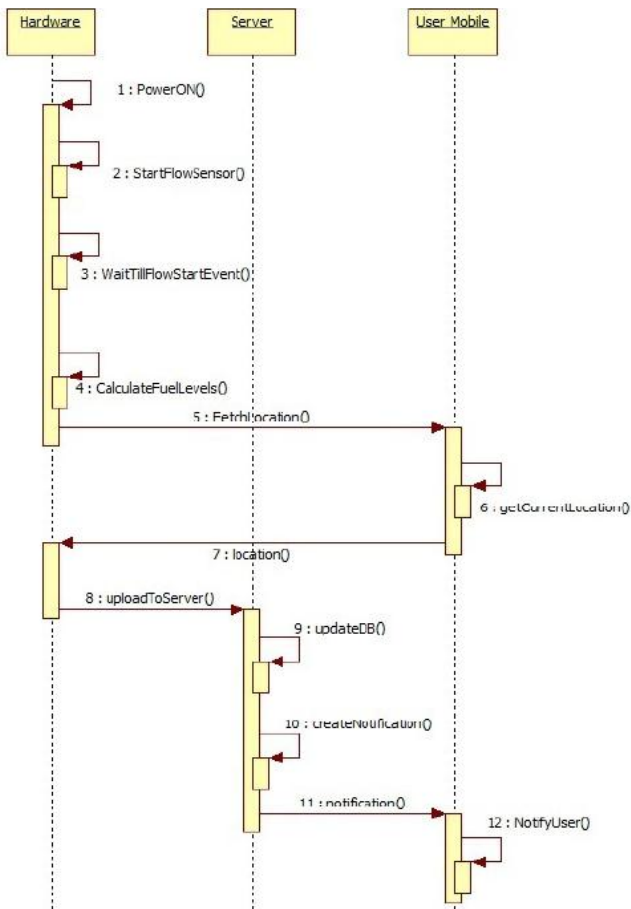 Hardware
Server
User Mobile
1 : PowerON()
2 : StartFlowSensor()
3 : WaitTillFlowStartEvent()
4 : CalculateFuelLevels()
5 : FetchLocation()
6 : getCurrentLocation()
7 : location()
8 : uploadToServer()
9 : updateDB()
10 : createNotification()
11 : notification()
12 : NotifyUser()